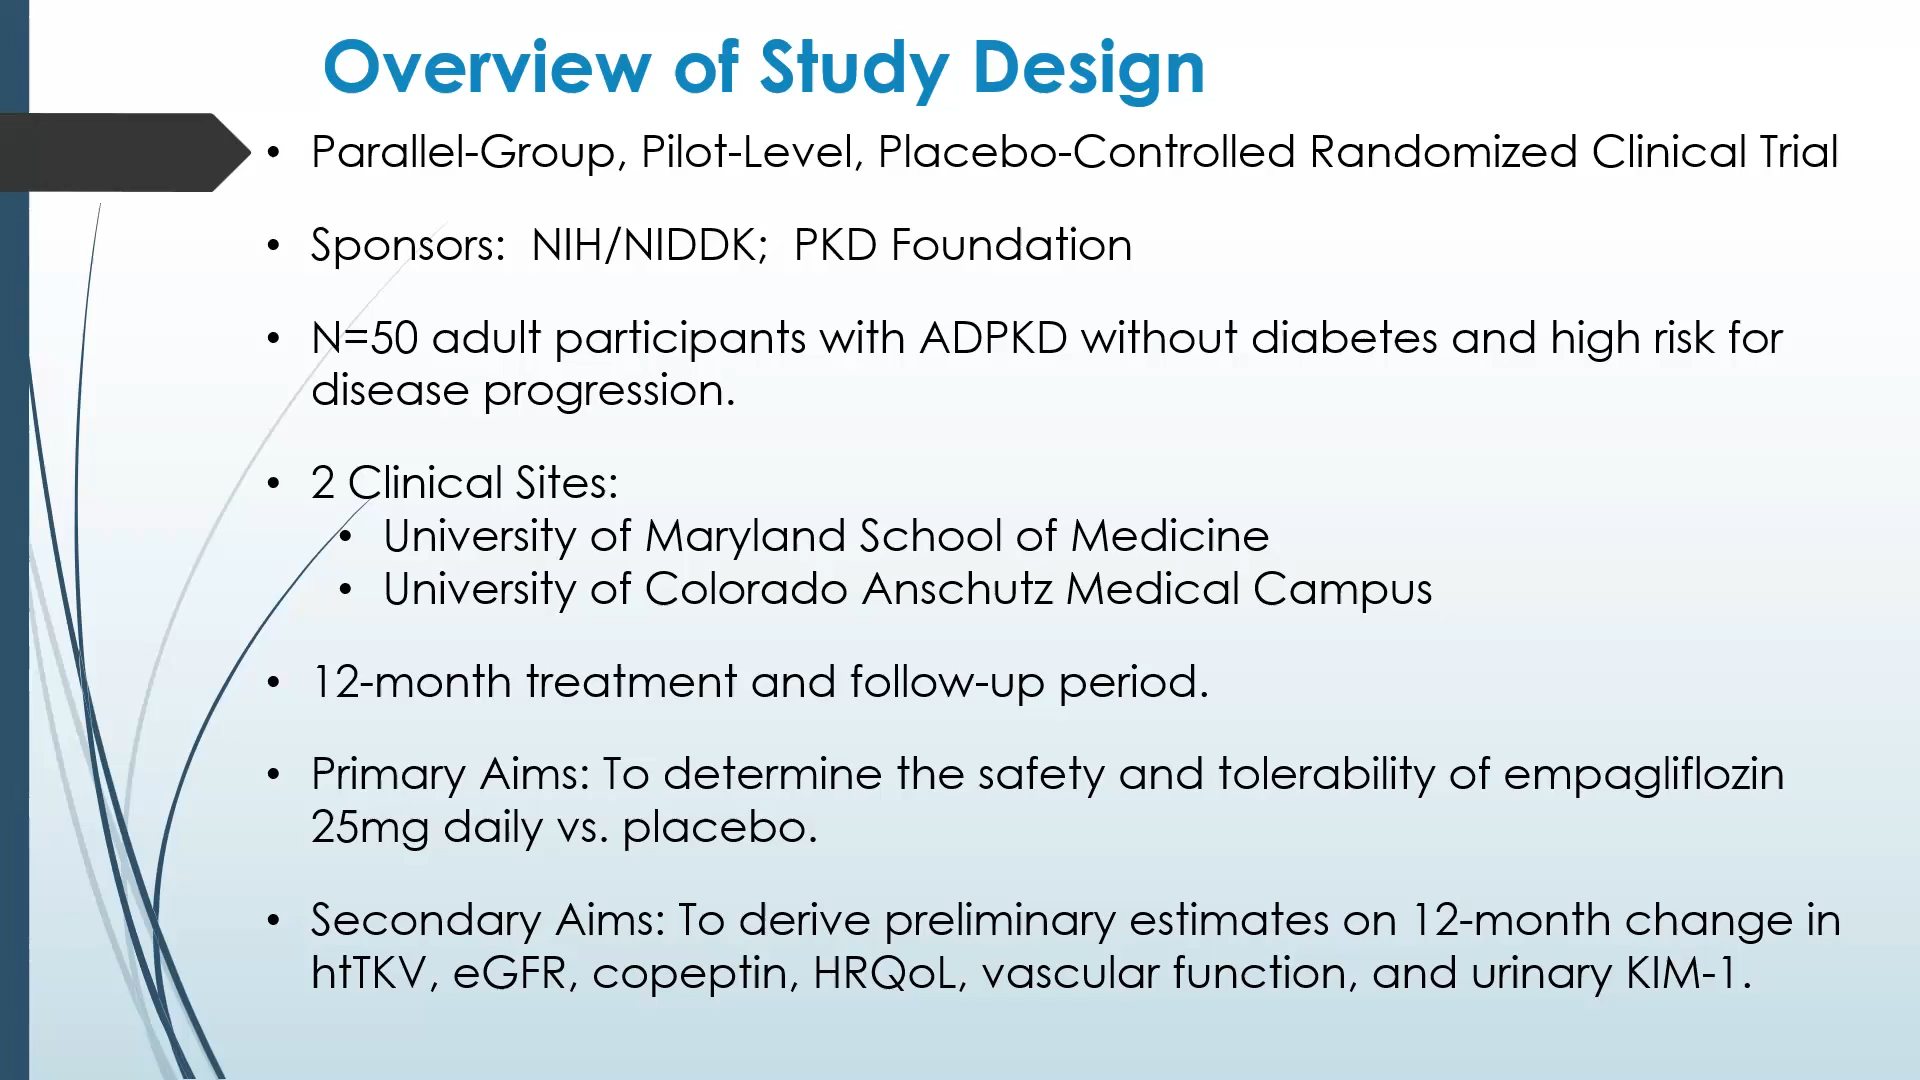 Overview of Study Design
• Parallel-Group, Pilot-Level, Placebo-Controlled Randomized Clinical Trial
• Sponsors: NIH/NIDDK; PKD Foundation
• N=50 adult participants with ADPKD without diabetes and high risk for
disease progression.
• 2 Clinical Sites:
• University of Maryland School of Medicine
• University of Colorado Anschutz Medical Campus
• 12-month treatment and follow-up period.
• Primary Aims: To determine the safety and tolerability of empagliflozin
25mg daily vs. placebo.
• Secondary Aims: To derive preliminary estimates on 12-month change in
htTKV, eGFR, copeptin, HRQoL, vascular function, and urinary KIM-1.